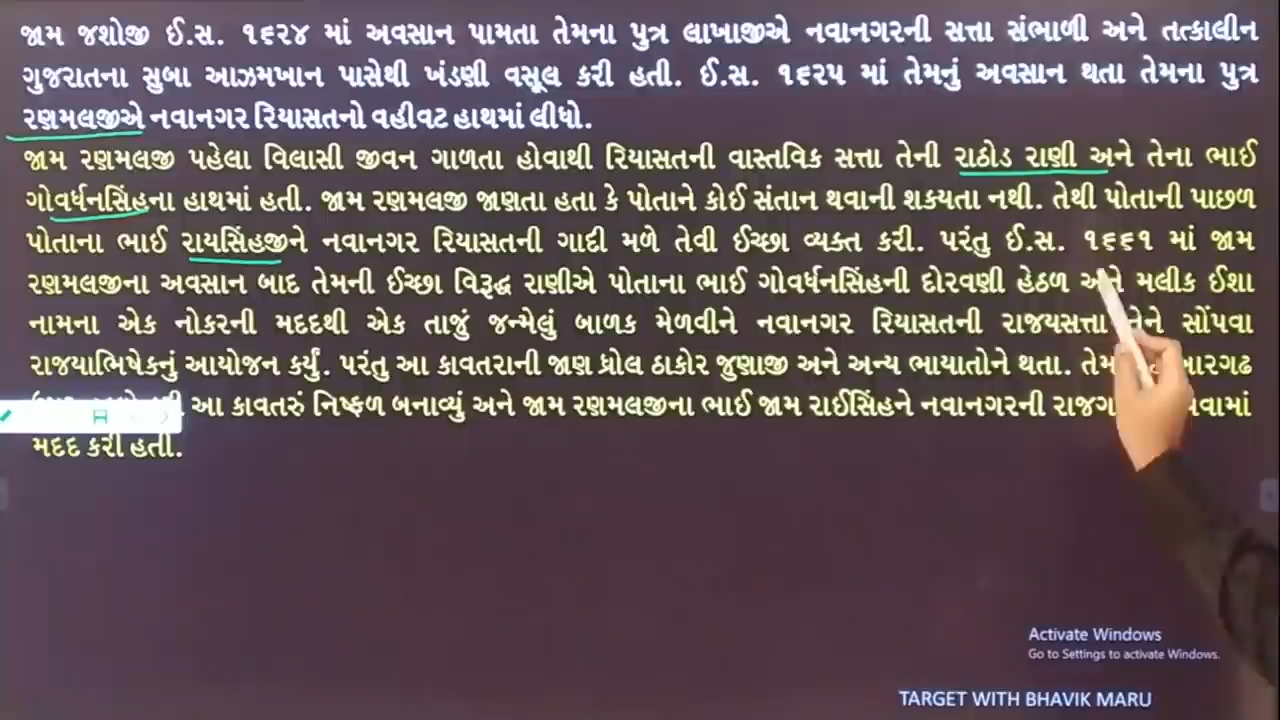 જામ જશોજી ઈ.સ. ૧૬૨૪ માં અવસાન પામતા તેમના પુત્ર લાખાજીએ નવાનગરની સત્તા સંભાળી અને તત્કાલીન
ગુજરાતના સુબા આઝમખાન પાસેથી ખંડણી વસૂલ કરી હતી. ઈ.સ. ૧૬૨૫ માં તેમનું અવસાન થતા તેમના પુત્ર
રણમલજીએ નવાનગર રિયાસતનો વહીવટ હાથમાં લીધો.
જામ રણમલજી પહેલા વિલાસી જીવન ગાળતા હોવાથી રિયાસતની વાસ્તવિક સત્તા તેની રાઠોડ રાણી અને તેના ભાઈ
ગોવર્ધનસિંહના હાથમાં હતી. જામ રણમલજી જાણતા હતા કે પોતાને કોઈ સંતાન થવાની શકયતા નથી. તેથી પોતાની પાછળ
પોતાના ભાઈ રાયસિંહજીને નવાનગર રિયાસતની ગાદી મળે તેવી ઈચ્છા વ્યક્ત કરી. પરંતુ ઈ.સ. ૧૬૬૧ માં જામ
રણમલજીના અવસાન બાદ તેમની ઈચ્છા વિરૂદ્ધ રાણીએ પોતાના ભાઈ ગોવર્ધનસિંહની દોરવણી હેઠળ અને મલીક ઈશા
નામના એક નોકરની મદદથી એક તાજું જન્મેલું બાળક મેળવીને નવાનગર રિયાસતની રાજયસત્તા તેને સોંપવા
રાજયાભિષેકનું આયોજન કર્યું. પરંતુ આ કાવતરાની જાણ ધ્રોલ ઠાકોર જુણાજી અને અન્ય ભાયાતોને થતા.
આ કાવતરું નિષ્ફળ બનાવ્યું અને જામ રણમલજીના ભાઈ જામ રાઈસિંહને નવાનગરની
મદદ કરી હતી.
Activate Windows
Go to Settings to activate Windows.
TARGET WITH BHAVIK MARU